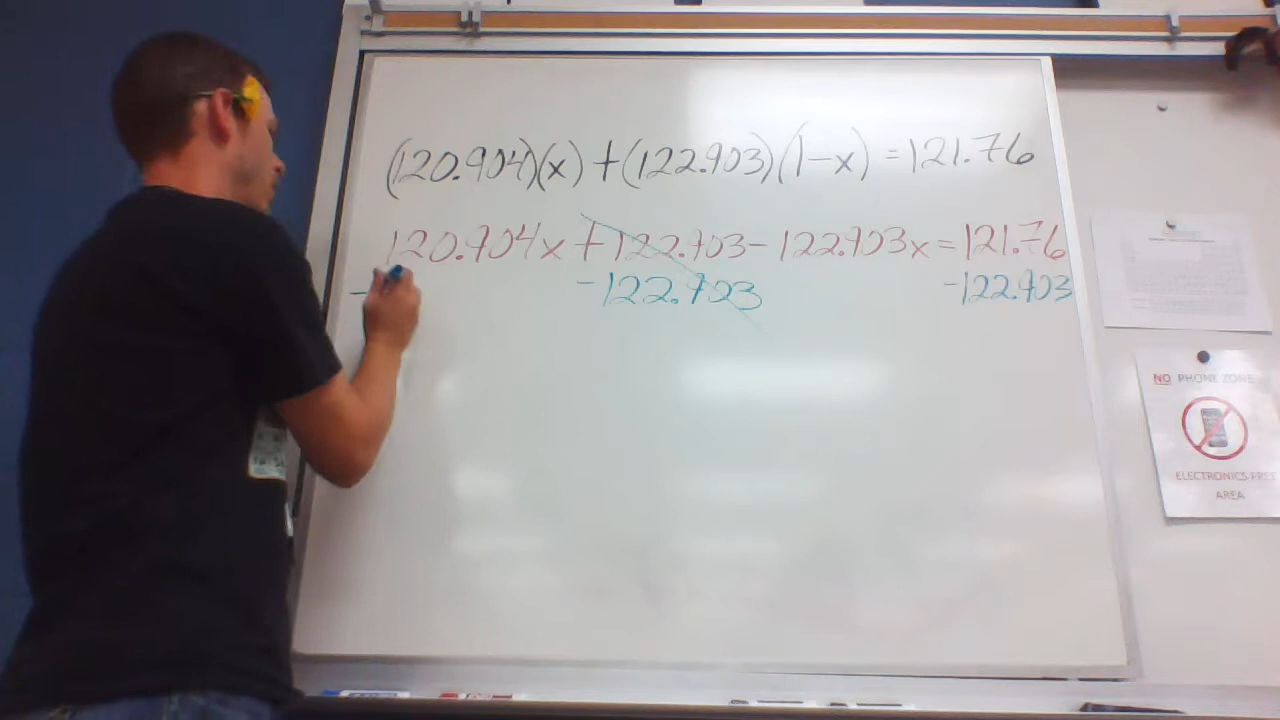 (120.904)(x) + (122.903)(1-x) = 121.76
120.904x + 122.903 - 122.903x = 121.76
- -122.903 -122.903
NO PHONE ZONE
ELECTRONICS-FREE
AREA